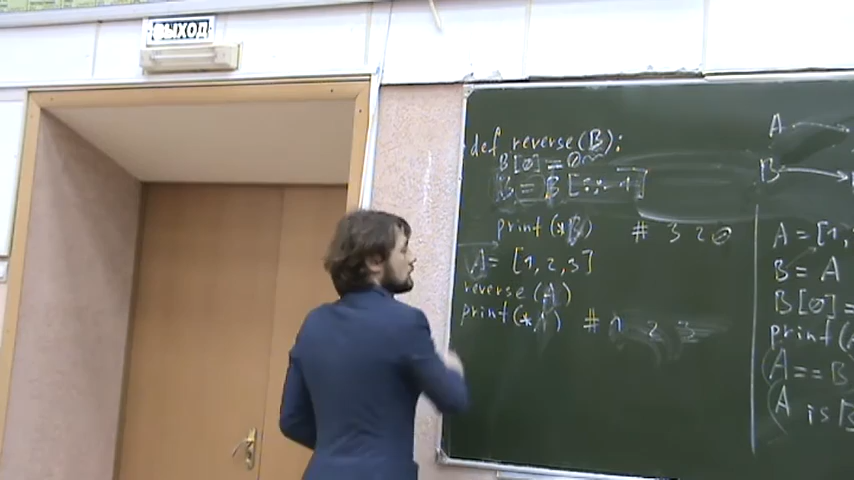 ВЫХОД
def reverse(B):
B[0] = 0
B = B[::-1]
print(*B) # 3 2 0
A = [1, 2, 3]
reverse(A)
print(*A) # 1 2 3
A
B
A = [1,
B = A
B[0] =
print(A
A == B
(A is B